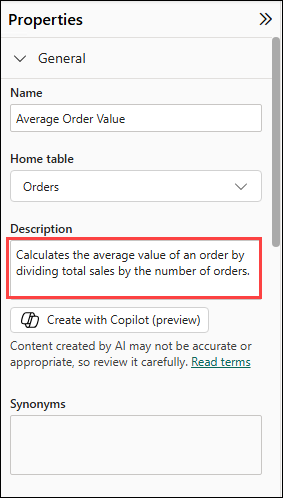 Properties
General
Name
Average Order Value
Home table
Orders
Description
Calculates the average value of an order by
dividing total sales by the number of orders.
Create with Copilot (preview)
Content created by AI may not be accurate or
appropriate, so review it carefully. Read terms
Synonyms